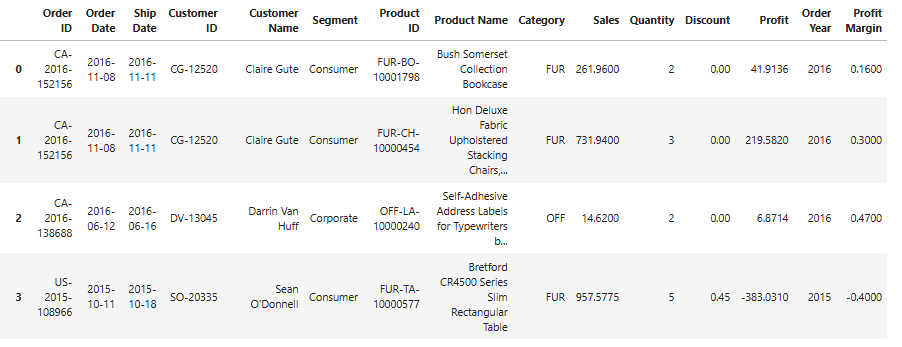 Order ID Order Date Ship Date Customer ID Customer Name Segment Product ID Product Name Category Sales Quantity Discount Profit Order Year Profit Margin
0 CA-2016-152156 2016-11-08 2016-11-11 CG-12520 Claire Gute Consumer FUR-BO-10001798 Bush Somerset Collection Bookcase FUR 261.9600 2 0.00 41.9136 2016 0.1600
1 CA-2016-152156 2016-11-08 2016-11-11 CG-12520 Claire Gute Consumer FUR-CH-10000454 Hon Deluxe Fabric Upholstered Stacking Chairs,... FUR 731.9400 3 0.00 219.5820 2016 0.3000
2 CA-2016-138688 2016-06-12 2016-06-16 DV-13045 Darrin Van Huff Corporate OFF-LA-10000240 Self-Adhesive Address Labels for Typewriters b... OFF 14.6200 2 0.00 6.8714 2016 0.4700
3 US-2015-108966 2015-10-11 2015-10-18 SO-20335 Sean O'Donnell Consumer FUR-TA-10000577 Bretford CR4500 Series Slim Rectangular Table FUR 957.5775 5 0.45 -383.0310 2015 -0.4000